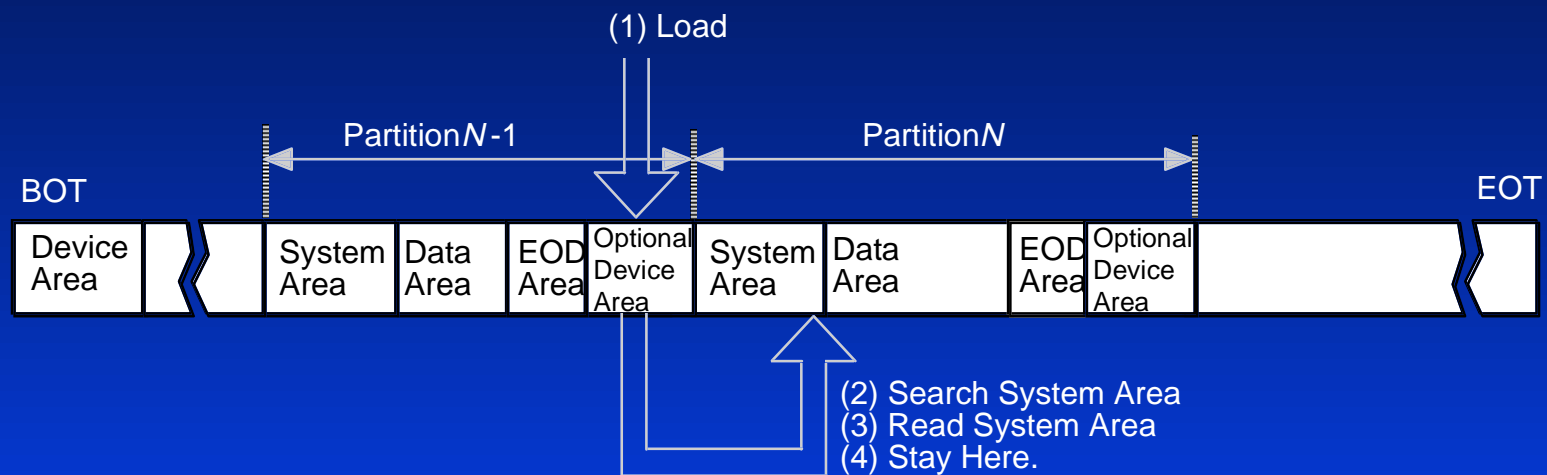 (1) Load
Partition N-1
Partition N
BOT
EOT
Device
Area
System
Area
Data
Area
EOD
Area
Optional
Device
Area
System
Area
Data
Area
EOD
Area
Optional
Device
Area
(2) Search System Area
(3) Read System Area
(4) Stay Here.